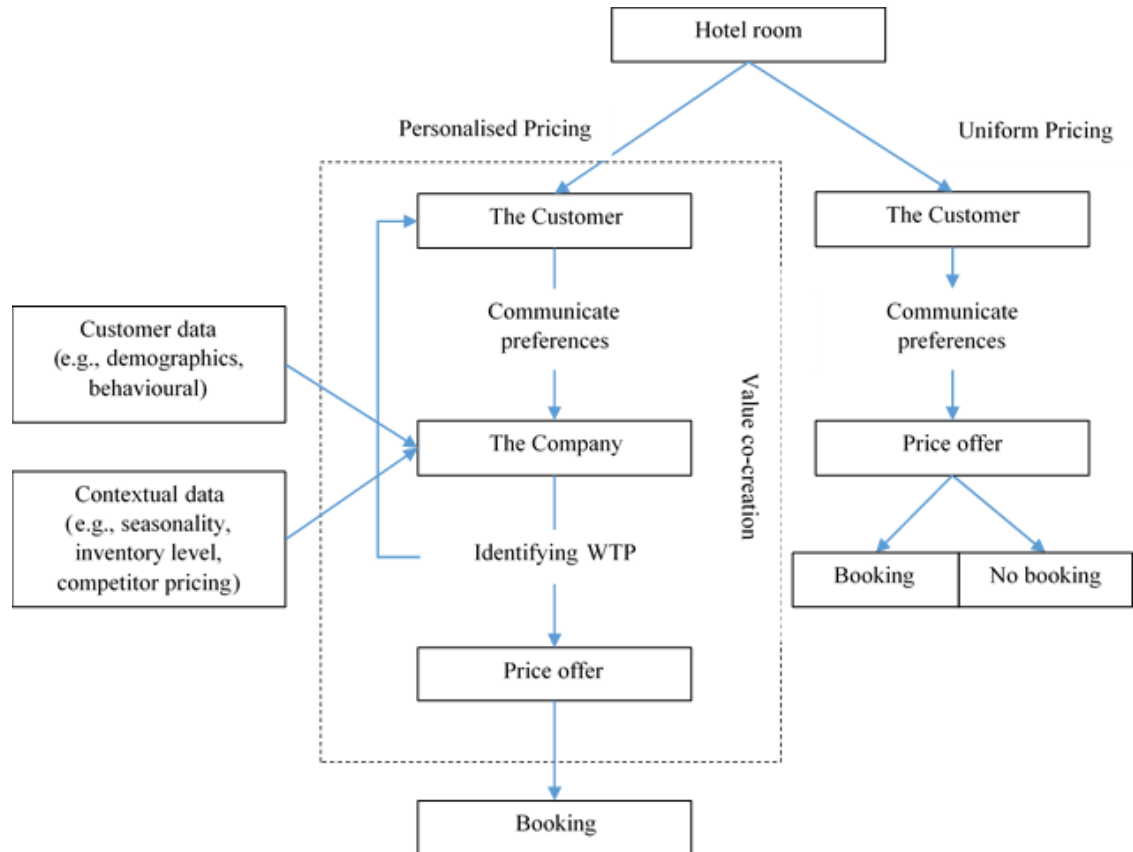 Hotel room
Personalised Pricing
Uniform Pricing
The Customer
The Customer
Communicate
preferences
Communicate
preferences
Customer data
(e.g., demographics,
behavioural)
The Company
Value co-creation
Price offer
Contextual data
(e.g., seasonality,
inventory level,
competitor pricing)
Identifying WTP
Booking
No booking
Price offer
Booking